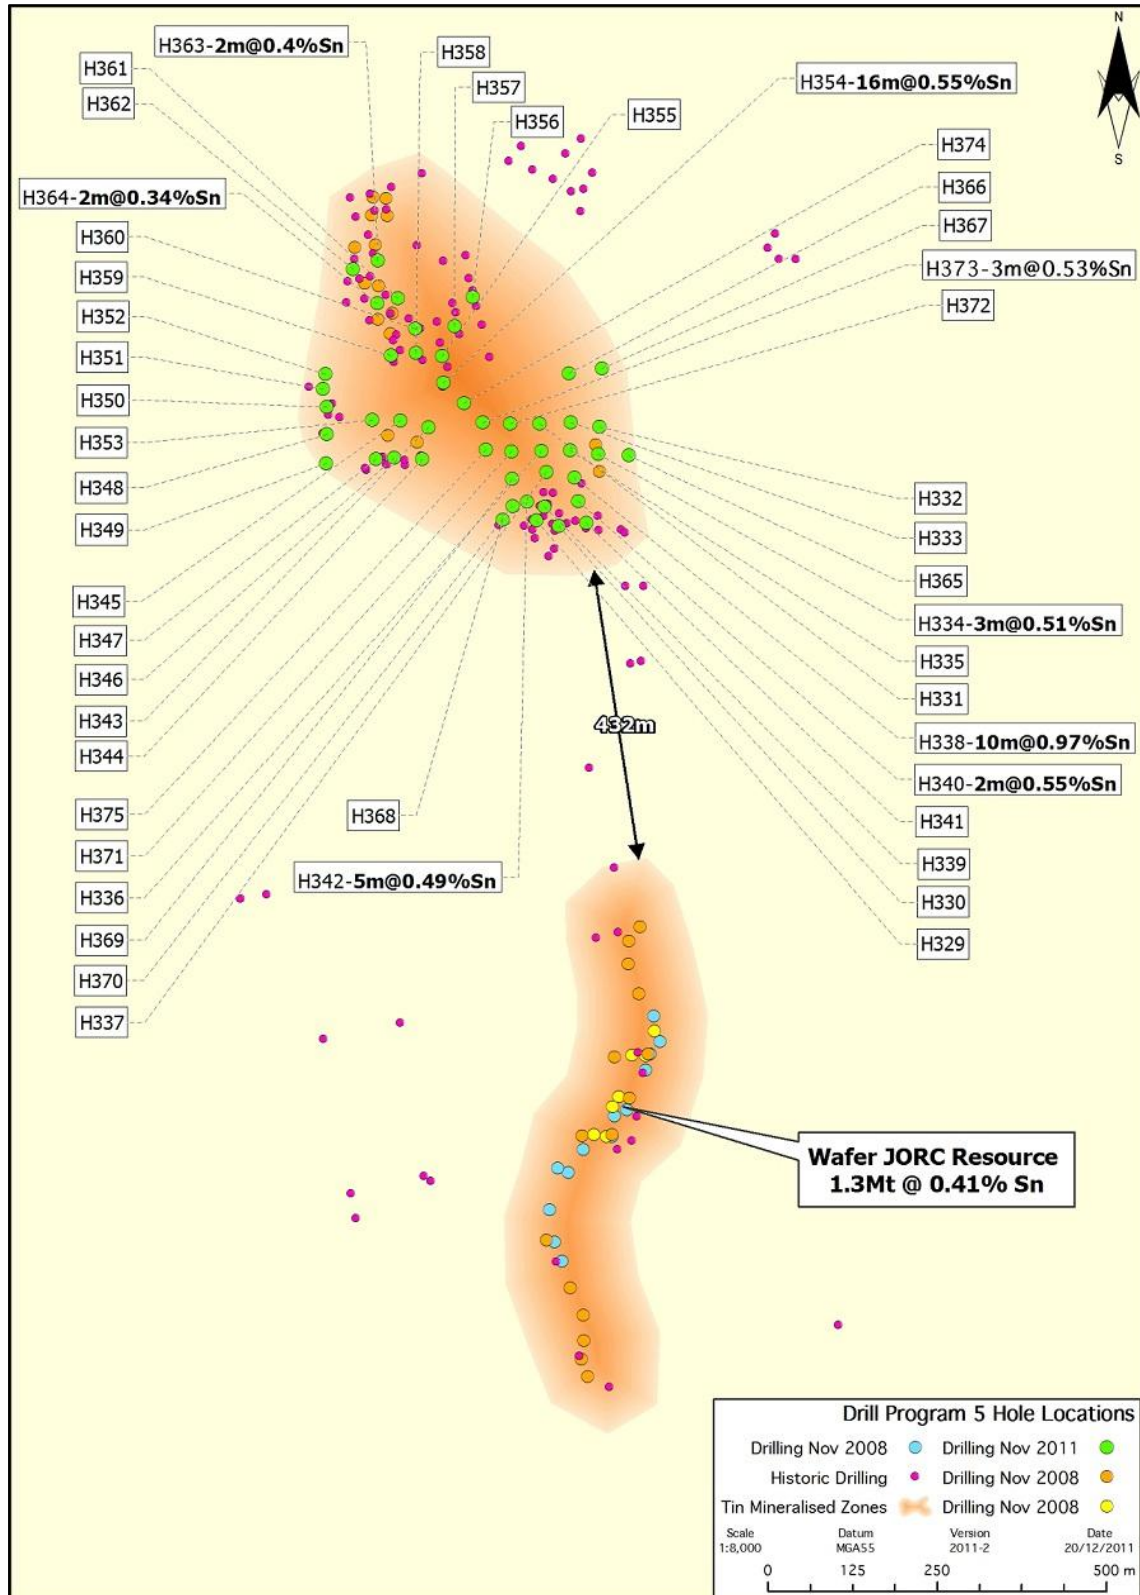 N
S
H363-2m@0.4%Sn
H358
H361
H357
H354-16m@0.55%Sn
H362
H356
H355
H374
H364-2m@0.34%Sn
H366
H360
H367
H359
H373-3m@0.53%Sn
H352
H372
H351
H350
H353
H348
H332
H349
H333
H365
H345
H334-3m@0.51%Sn
H347
H335
H346
H331
H343
432m
H338-10m@0.97%Sn
H344
H340-2m@0.55%Sn
H375
H368
H341
H371
H339
H342-5m@0.49%Sn
H336
H330
H369
H329
H370
H337
Wafer JORC Resource
1.3Mt @ 0.41% Sn
Drill Program 5 Hole Locations
Drilling Nov 2008 Drilling Nov 2011
Historic Drilling Drilling Nov 2008
Tin Mineralised Zones Drilling Nov 2008
Scale Datum Version Date
1:8,000 MGA55 2011-2 20/12/2011
0 125 250 500 m